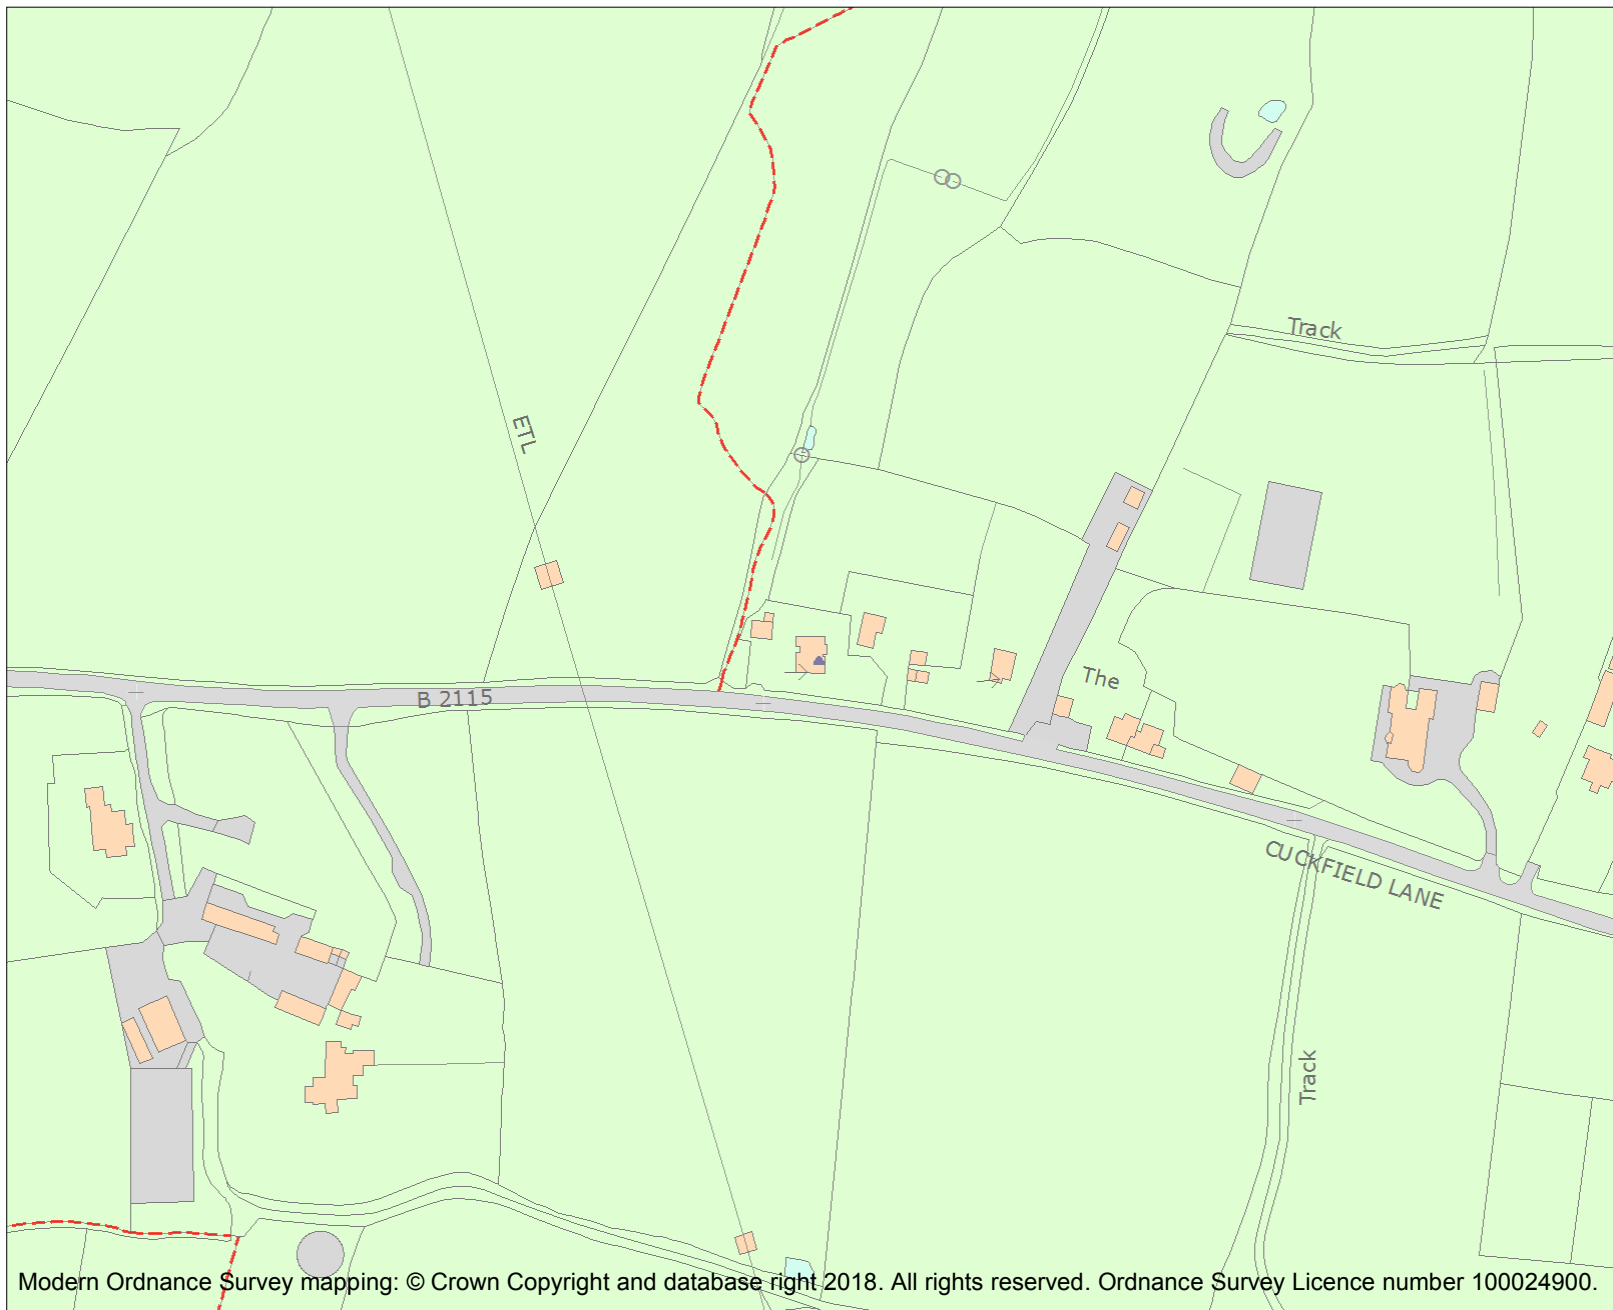 Track
ETL
The
B 2115
CUCKFIELD LANE
Track
Modern Ordnance Survey mapping: © Crown Copyright and database right 2018. All rights reserved. Ordnance Survey Licence number 100024900.